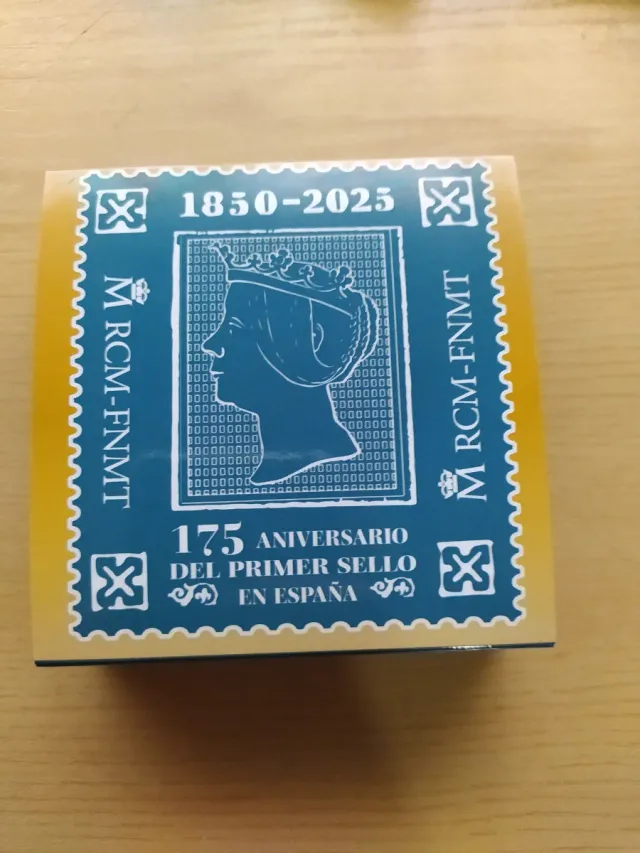 1850-2025
M RCM-FNMT
M RCM-FNMT
175 ANIVERSARIO
DEL PRIMER SELLO
EN ESPAÑA